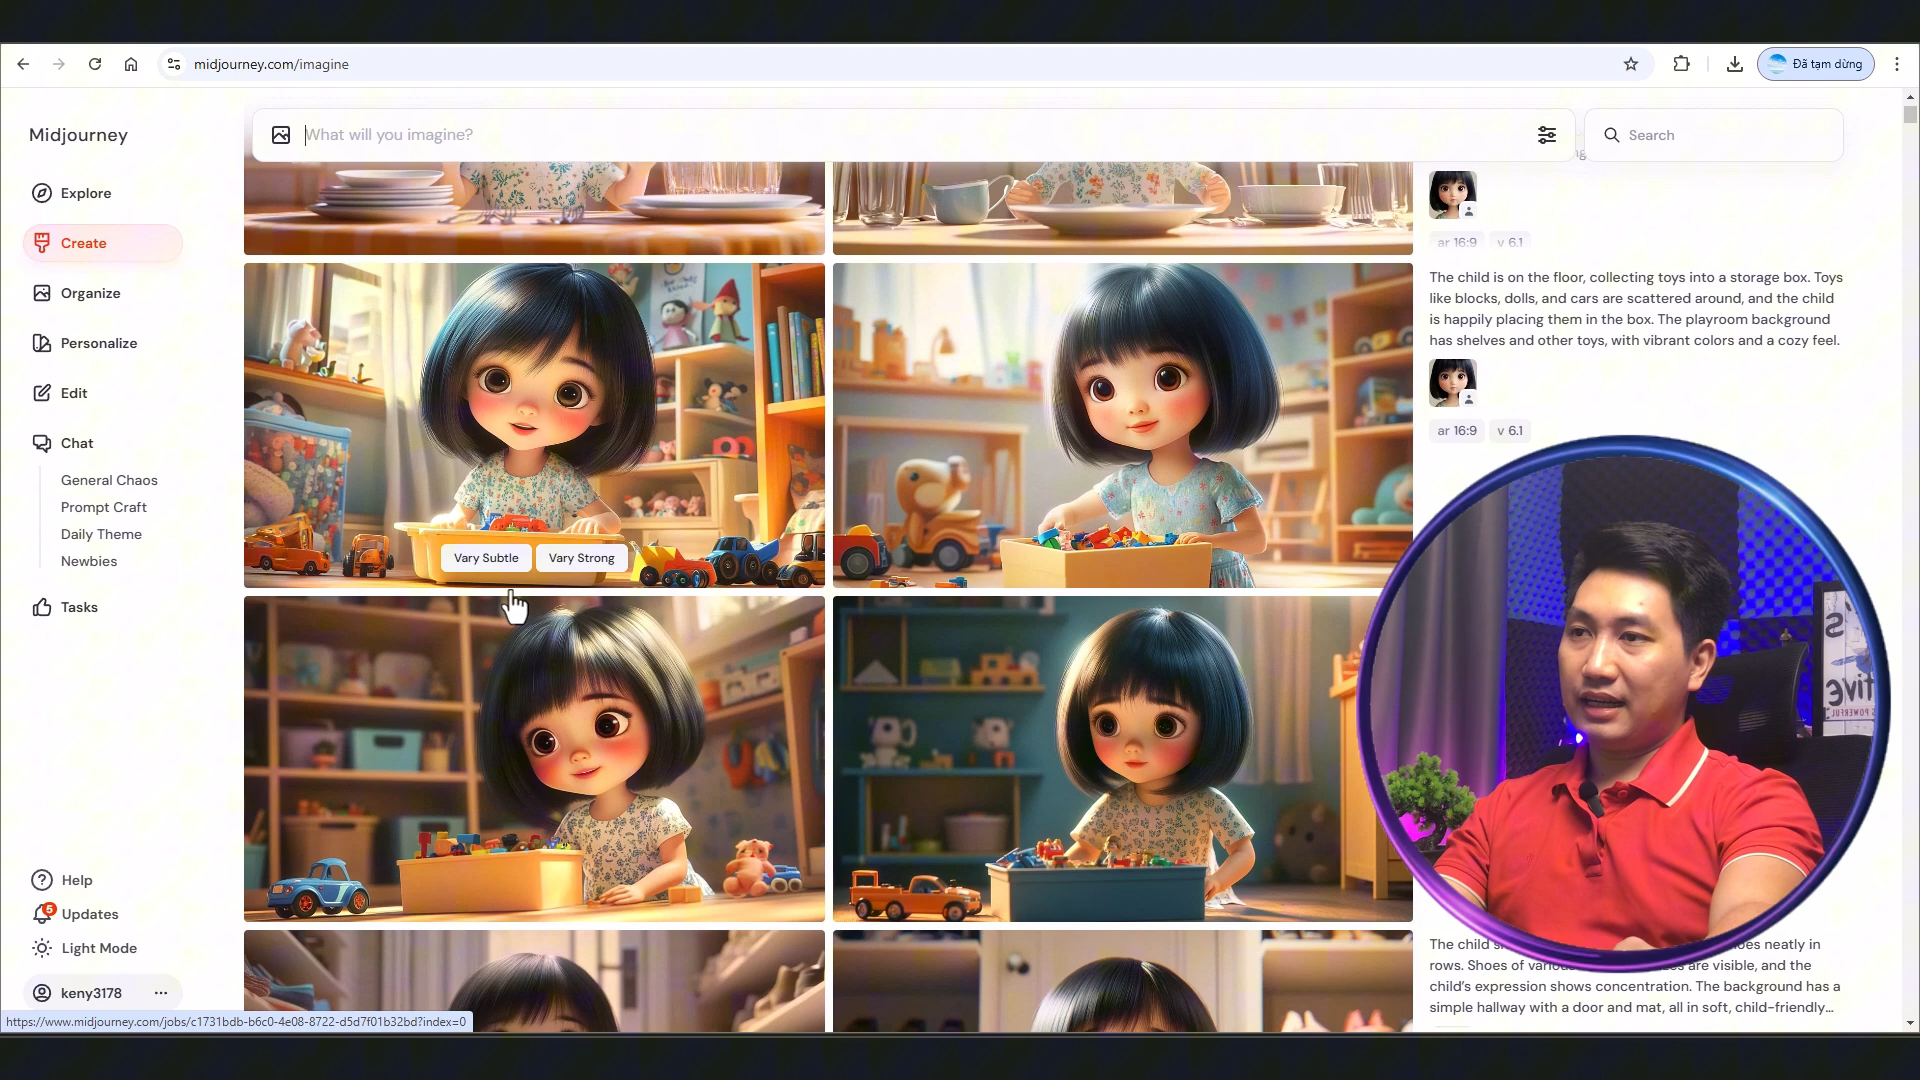 midjourney.com/imagine
Đã tạm dừng
Midjourney
What will you imagine?
Search
Explore
Create
Organize
Personalize
Edit
Chat
General Chaos
Prompt Craft
Daily Theme
Newbies
Tasks
Help
5
Updates
Light Mode
keny3178
https://www.midjourney.com/jobs/c1731bdb-b6c0-4e08-8722-d5d7f01b32bd?index=0
Vary Subtle
Vary Strong
ar 16:9
v 6.1
The child is on the floor, collecting toys into a storage box. Toys
like blocks, dolls, and cars are scattered around, and the child
is happily placing them in the box. The playroom background
has shelves and other toys, with vibrant colors and a cozy feel.
ar 16:9
v 6.1
The child
neatly in
rows. Shoes of
are visible, and the
child's expression shows concentration. The background has a
simple hallway with a door and mat, all in soft, child-friendly...